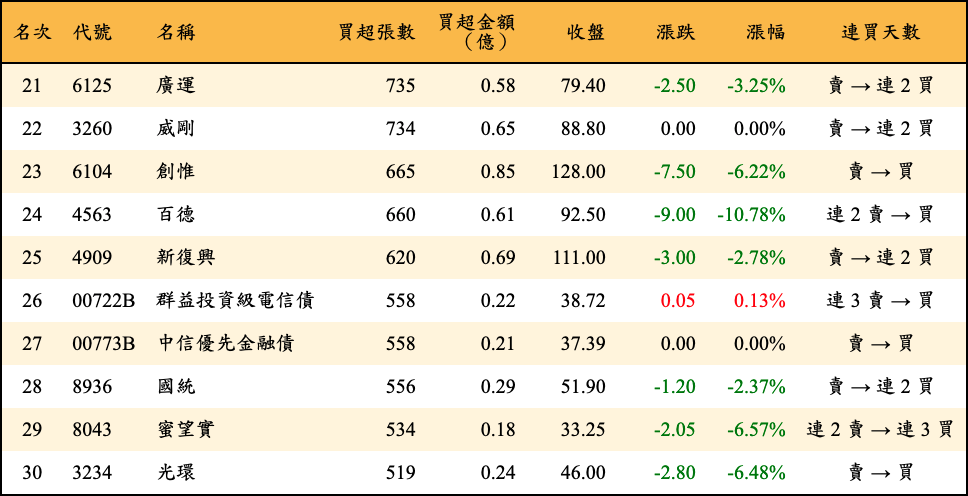 名次 代號 名稱 買超張數 買超金額（億） 收盤 漲跌 漲幅 連買天數
21 6125 廣運 735 0.58 79.40 -2.50 -3.25% 賣 → 連 2 買
22 3260 威剛 734 0.65 88.80 0.00 0.00% 賣 → 連 2 買
23 6104 創惟 665 0.85 128.00 -7.50 -6.22% 賣 → 買
24 4563 百德 660 0.61 92.50 -9.00 -10.78% 連 2 賣 → 買
25 4909 新復興 620 0.69 111.00 -3.00 -2.78% 賣 → 連 2 買
26 00722B 群益投資級電信債 558 0.22 38.72 0.05 0.13% 連 3 賣 → 買
27 00773B 中信優先金融債 558 0.21 37.39 0.00 0.00% 賣 → 買
28 8936 國統 556 0.29 51.90 -1.20 -2.37% 賣 → 連 2 買
29 8043 蜜望實 534 0.18 33.25 -2.05 -6.57% 連 2 賣 → 連 3 買
30 3234 光環 519 0.24 46.00 -2.80 -6.48% 賣 → 買